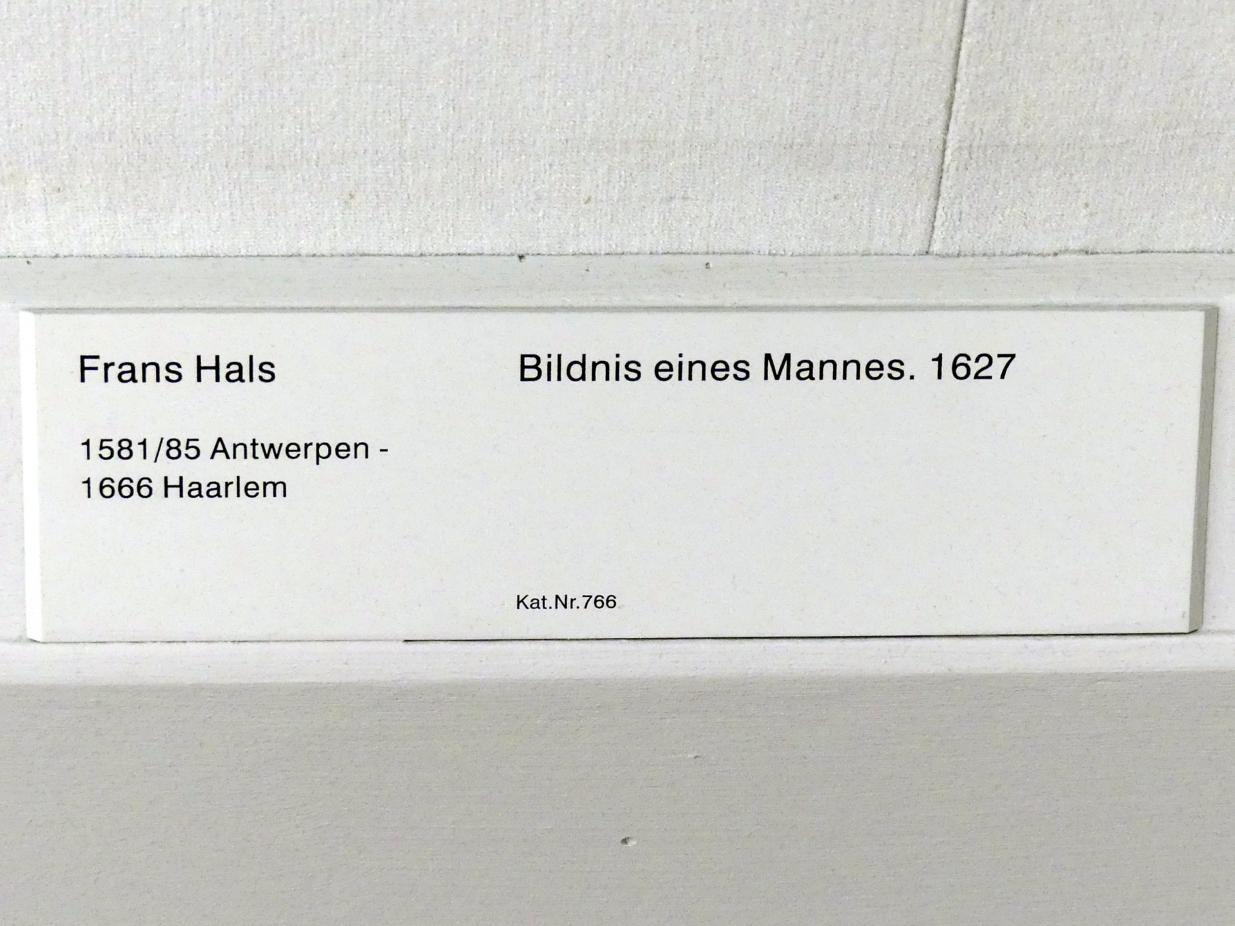 Frans Hals
1581/85 Antwerpen -
1666 Haarlem
Bildnis eines Mannes. 1627
Kat.Nr.766